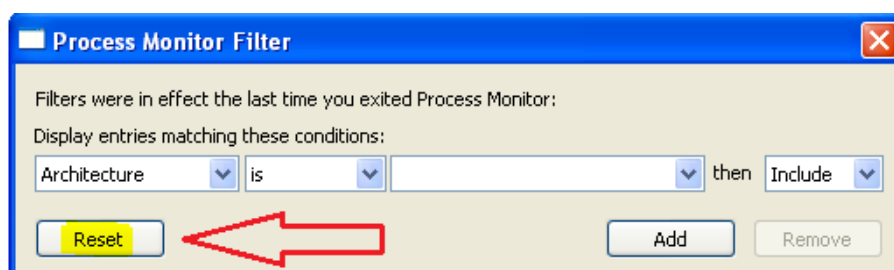 Process Monitor Filter
Filters were in effect the last time you exited Process Monitor:
Display entries matching these conditions:
Architecture is then Include
Reset Add Remove